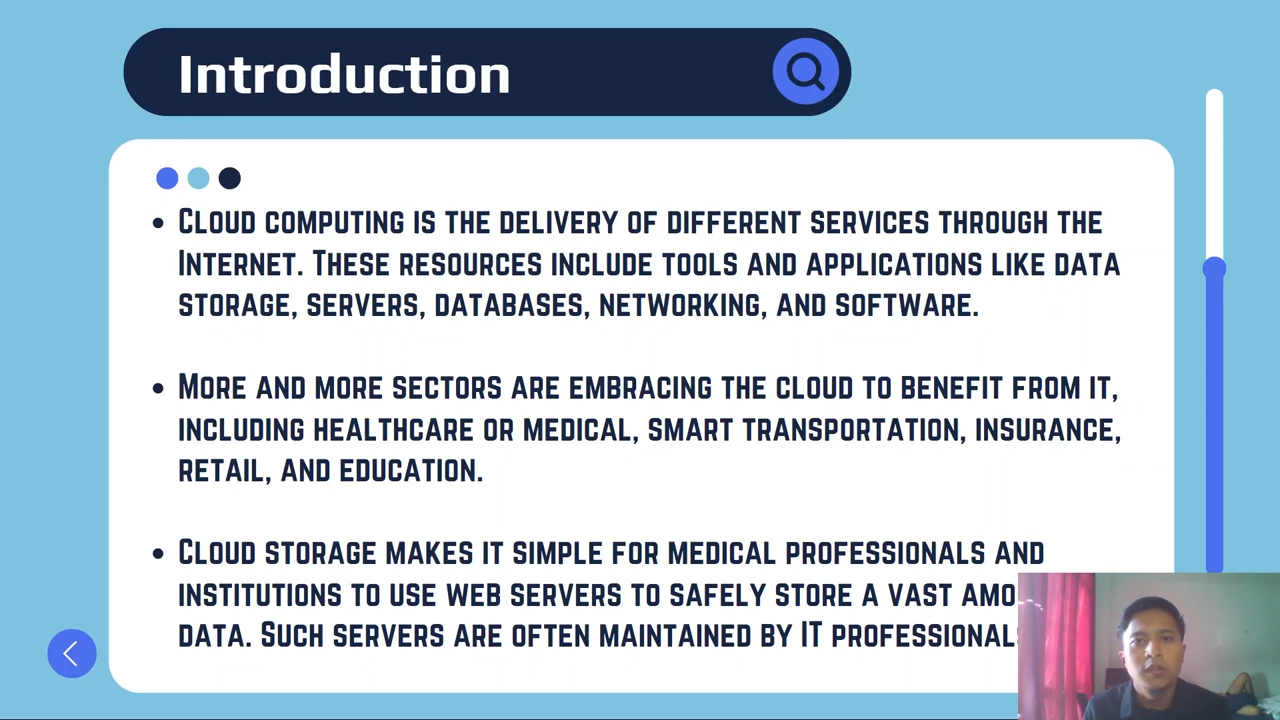 Introduction
• Cloud computing is the delivery of different services through the
Internet. These resources include tools and applications like data
storage, servers, databases, networking, and software.
• More and more sectors are embracing the cloud to benefit from it,
including healthcare or medical, smart transportation, insurance,
retail, and education.
• Cloud storage makes it simple for medical professionals and
institutions to use web servers to safely store a vast
data. Such servers are often maintained by IT